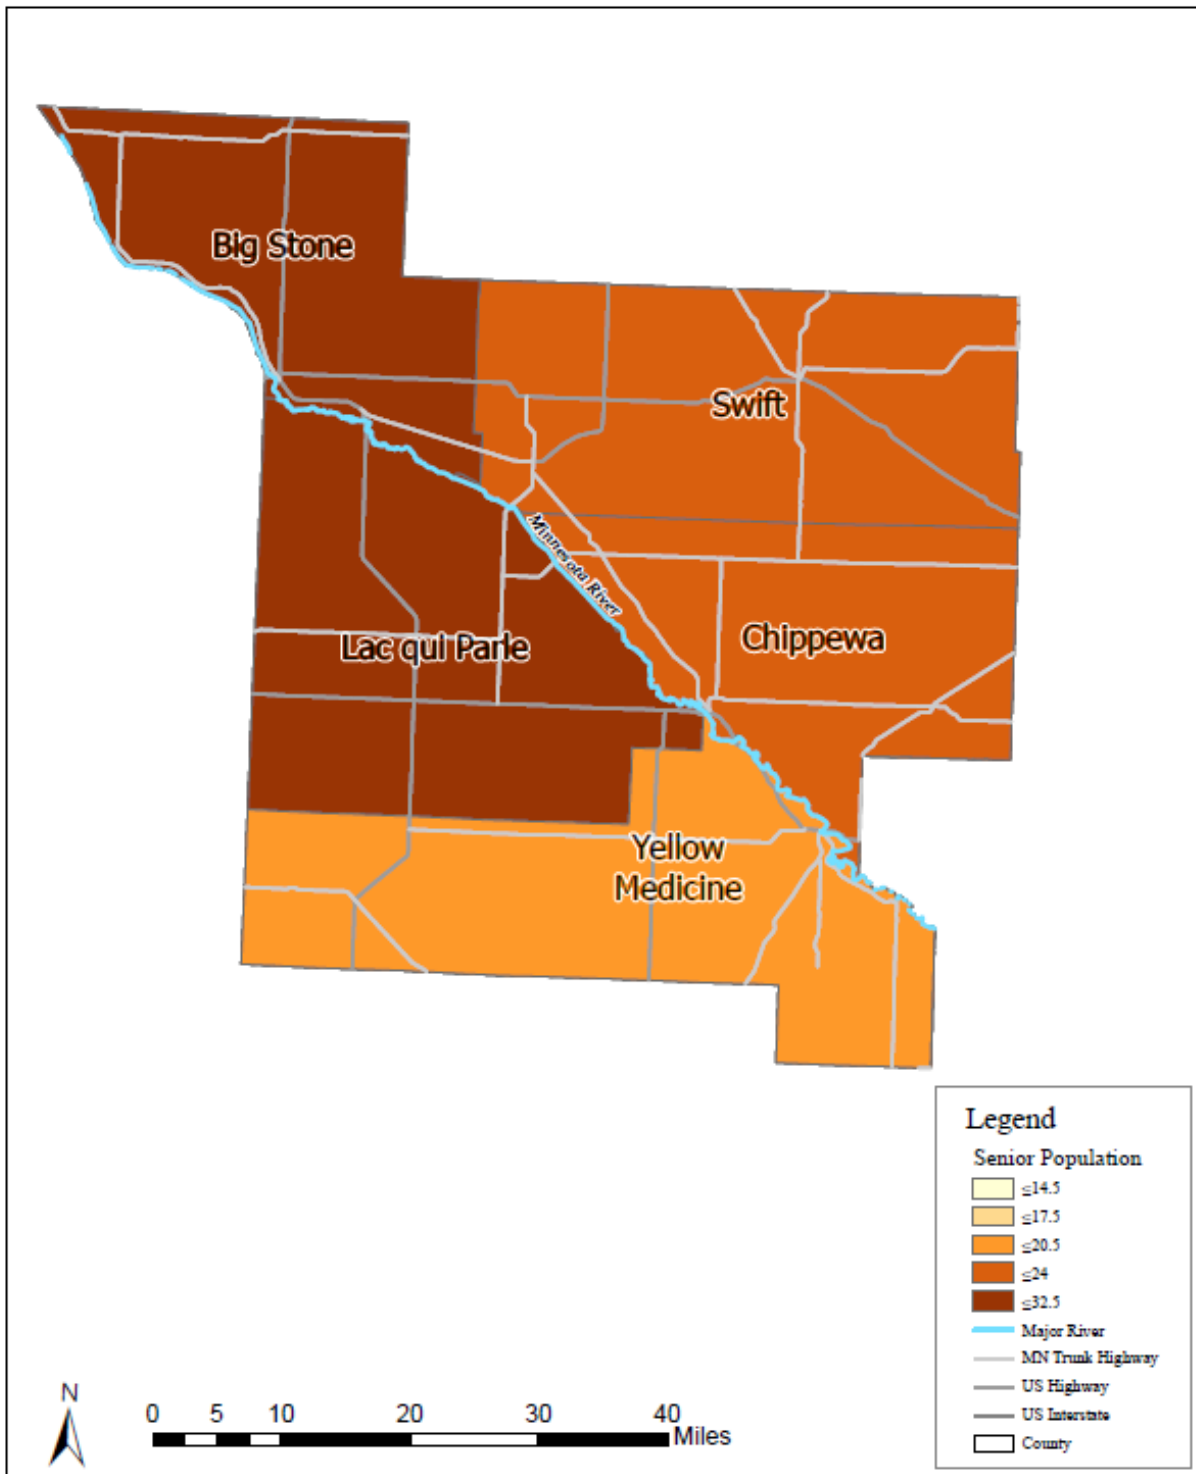 Big Stone
Swift
Minnesota River
Lac qui Parle
Chippewa
Yellow
Medicine
Legend
Senior Population
≤14.5
≤17.5
≤20.5
≤24
≤32.5
Major River
MN Trunk Highway
US Highway
US Interstate
County
N
0 5 10 20 30 40
Miles